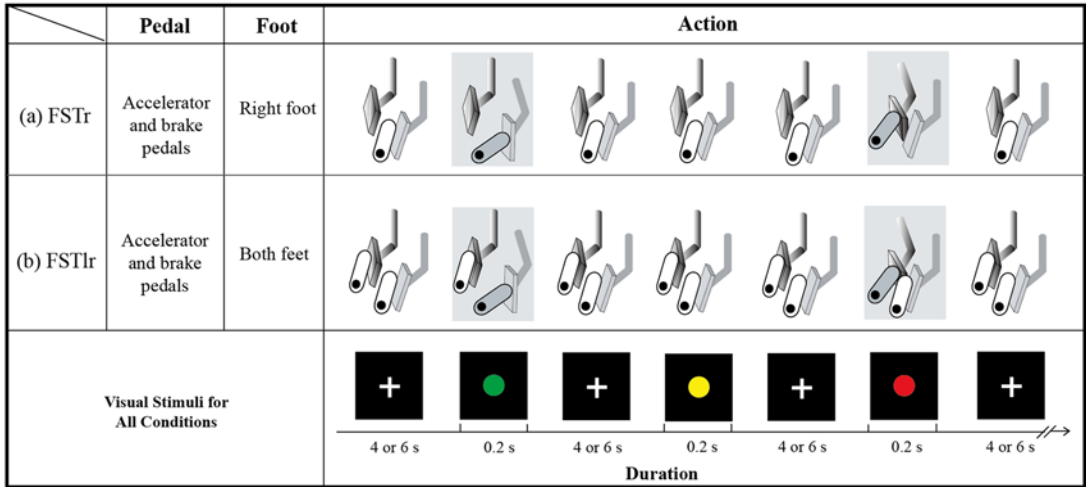 Pedal Foot Action
(a) FSTr
Accelerator
and brake
pedals
Right foot
(b) FSTlr
Accelerator
and brake
pedals
Both feet
Visual Stimuli for
All Conditions
4 or 6 s 0.2 s 4 or 6 s 0.2 s 4 or 6 s 0.2 s 4 or 6 s
Duration